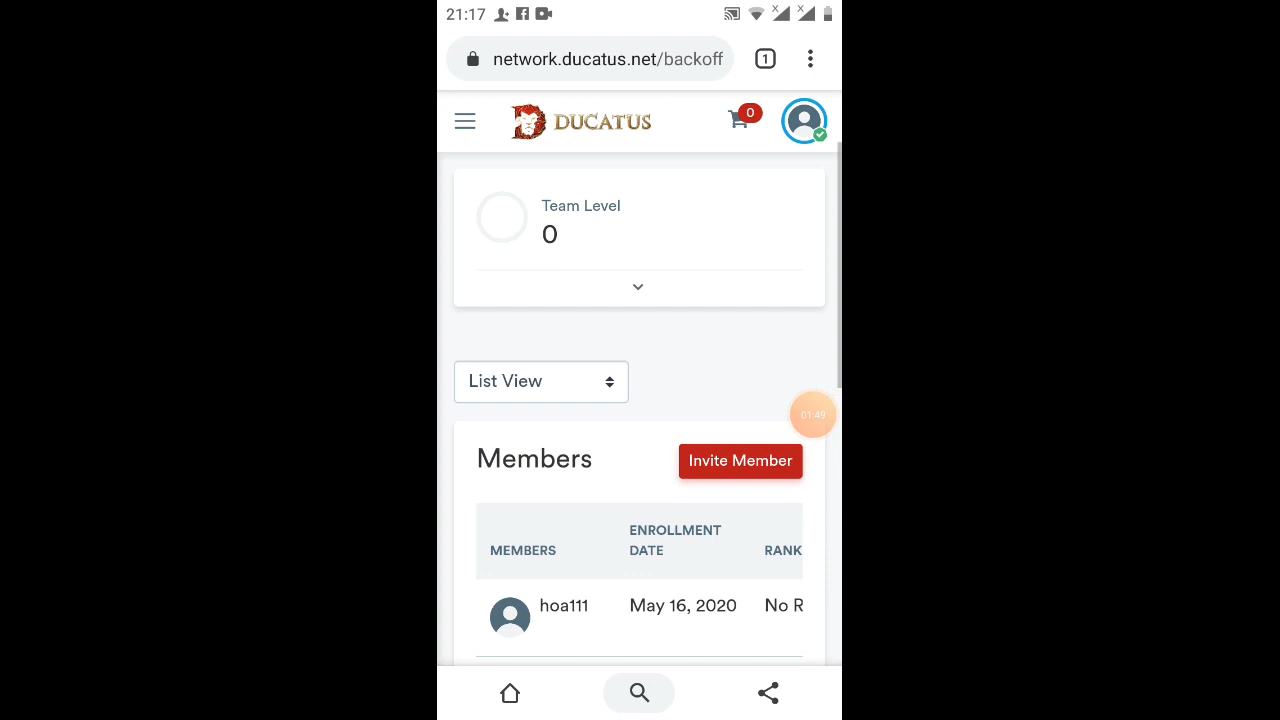 21:17
network.ducatus.net/backoff
1
DUCATUS
0
Team Level
0
List View
01:49
Members
Invite Member
MEMBERS
ENROLLMENT
DATE
RANK
hoa111
May 16, 2020
No R